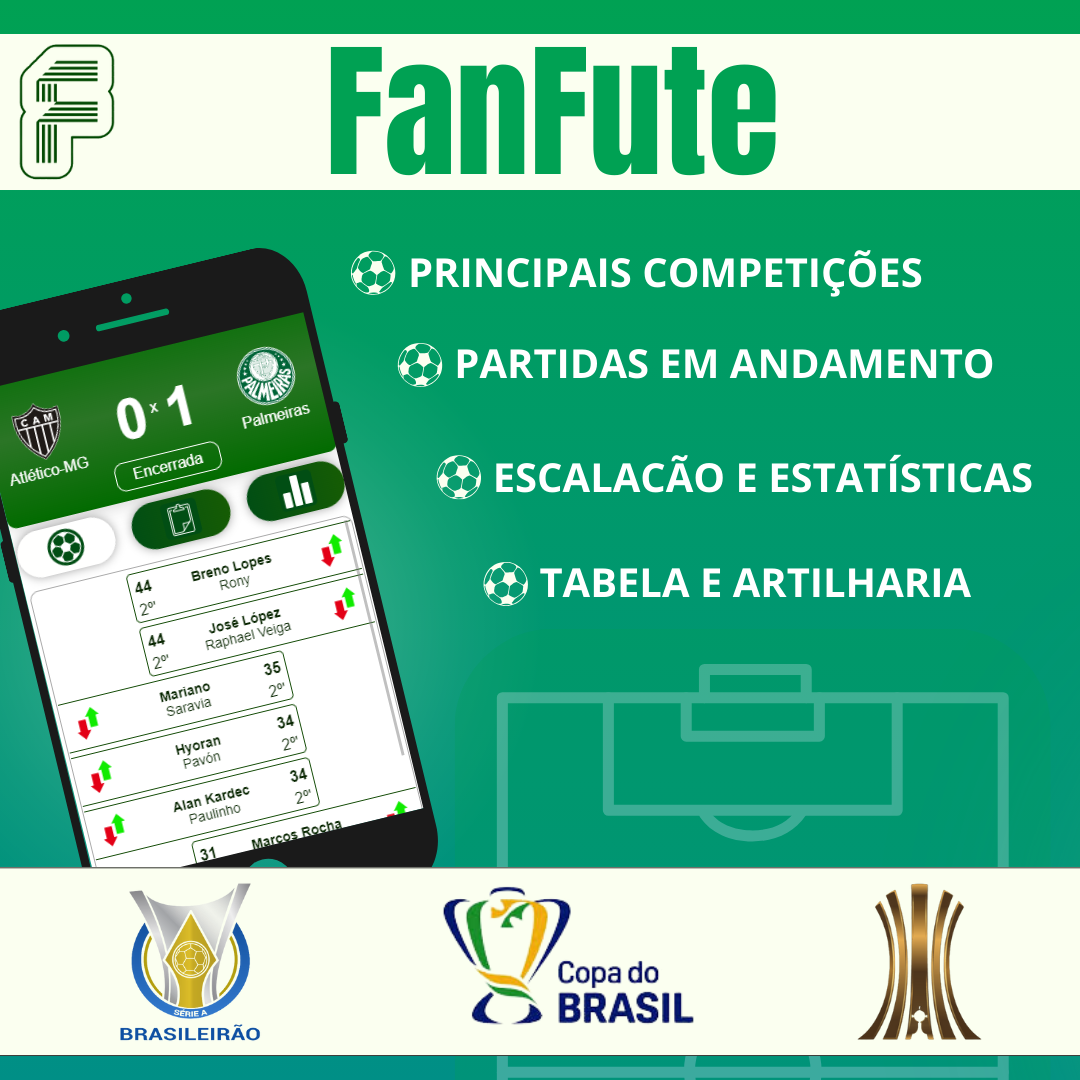 FanFute
PRINCIPAIS COMPETIÇÕES
PARTIDAS EM ANDAMENTO
ESCALACÃO E ESTATÍSTICAS
TABELA E ARTILHARIA
CAM
Atlético-MG
0 x 1
PALMEIRAS
Palmeiras
Encerrada
44 Breno Lopes
2º' Rony
44 José López
2º' Raphael Veiga
Mariano 35
Saravia 2º'
Hyoran 34
Pavón 2º'
Alan Kardec 34
Paulinho 2º'
31 Marcos Rocha
SÉRIE A
BRASILEIRÃO
Copa do
BRASIL